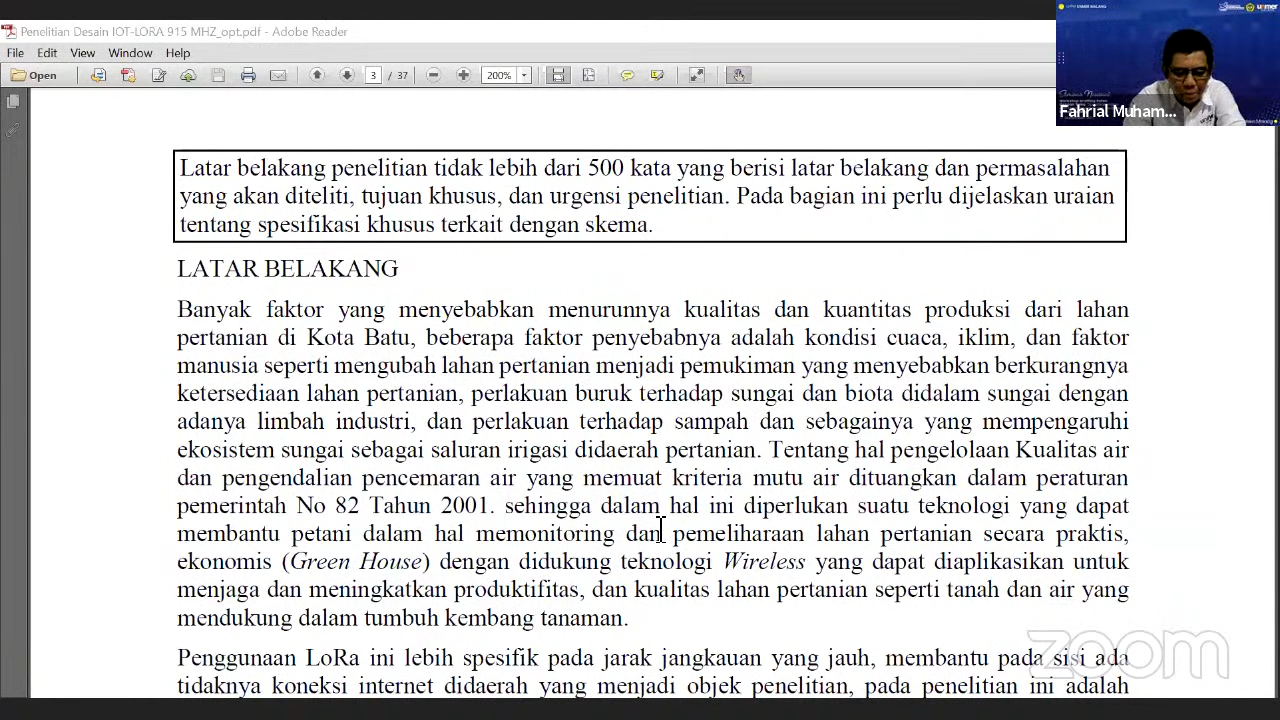 Penelitian Desain IOT-LORA 915 MHZ_opt.pdf - Adobe Reader
File Edit View Window Help
Open 3 / 37 200%
UNMER MALANG
unmer
Fahrial Muham...
Latar belakang penelitian tidak lebih dari 500 kata yang berisi latar belakang dan permasalahan
yang akan diteliti, tujuan khusus, dan urgensi penelitian. Pada bagian ini perlu dijelaskan uraian
tentang spesifikasi khusus terkait dengan skema.
LATAR BELAKANG
Banyak faktor yang menyebabkan menurunnya kualitas dan kuantitas produksi dari lahan
pertanian di Kota Batu, beberapa faktor penyebabnya adalah kondisi cuaca, iklim, dan faktor
manusia seperti mengubah lahan pertanian menjadi pemukiman yang menyebabkan berkurangnya
ketersediaan lahan pertanian, perlakuan buruk terhadap sungai dan biota didalam sungai dengan
adanya limbah industri, dan perlakuan terhadap sampah dan sebagainya yang mempengaruhi
ekosistem sungai sebagai saluran irigasi didaerah pertanian. Tentang hal pengelolaan Kualitas air
dan pengendalian pencemaran air yang memuat kriteria mutu air dituangkan dalam peraturan
pemerintah No 82 Tahun 2001. sehingga dalam hal ini diperlukan suatu teknologi yang dapat
membantu petani dalam hal memonitoring dan pemeliharaan lahan pertanian secara praktis,
ekonomis (Green House) dengan didukung teknologi Wireless yang dapat diaplikasikan untuk
menjaga dan meningkatkan produktifitas, dan kualitas lahan pertanian seperti tanah dan air yang
mendukung dalam tumbuh kembang tanaman.
Penggunaan LoRa ini lebih spesifik pada jarak jangkauan yang jauh, membantu pada sisi ada
tidaknya koneksi internet didaerah yang menjadi objek penelitian, pada penelitian ini adalah
zoom